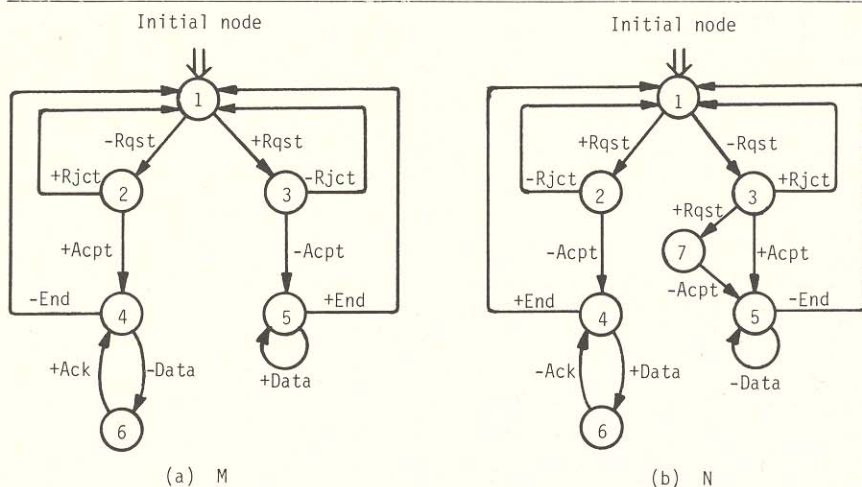 Initial node
1
-Rqst
+Rqst
+Rjct
2
3
-Rjct
+Acpt
-Acpt
-End
4
5
+End
+Ack
-Data
+Data
6
(a) M
Initial node
1
+Rqst
-Rqst
-Rjct
2
3
+Rjct
+Rqst
7
-Acpt
+Acpt
-Acpt
+End
4
5
-End
-Ack
+Data
-Data
6
(b) N